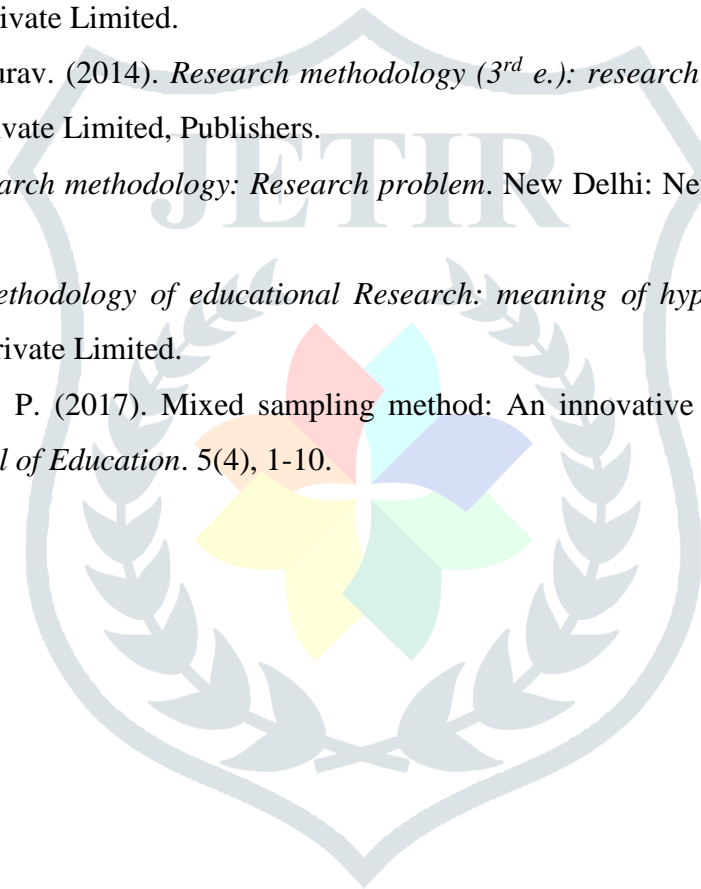 ivate Limited.
urav. (2014). Research methodology (3rd e.): research
ivate Limited, Publishers.
arch methodology: Research problem. New Delhi: Ne
JETIR
ethodology of educational Research: meaning of hyp
rivate Limited.
P. (2017). Mixed sampling method: An innovative
l of Education. 5(4), 1-10.